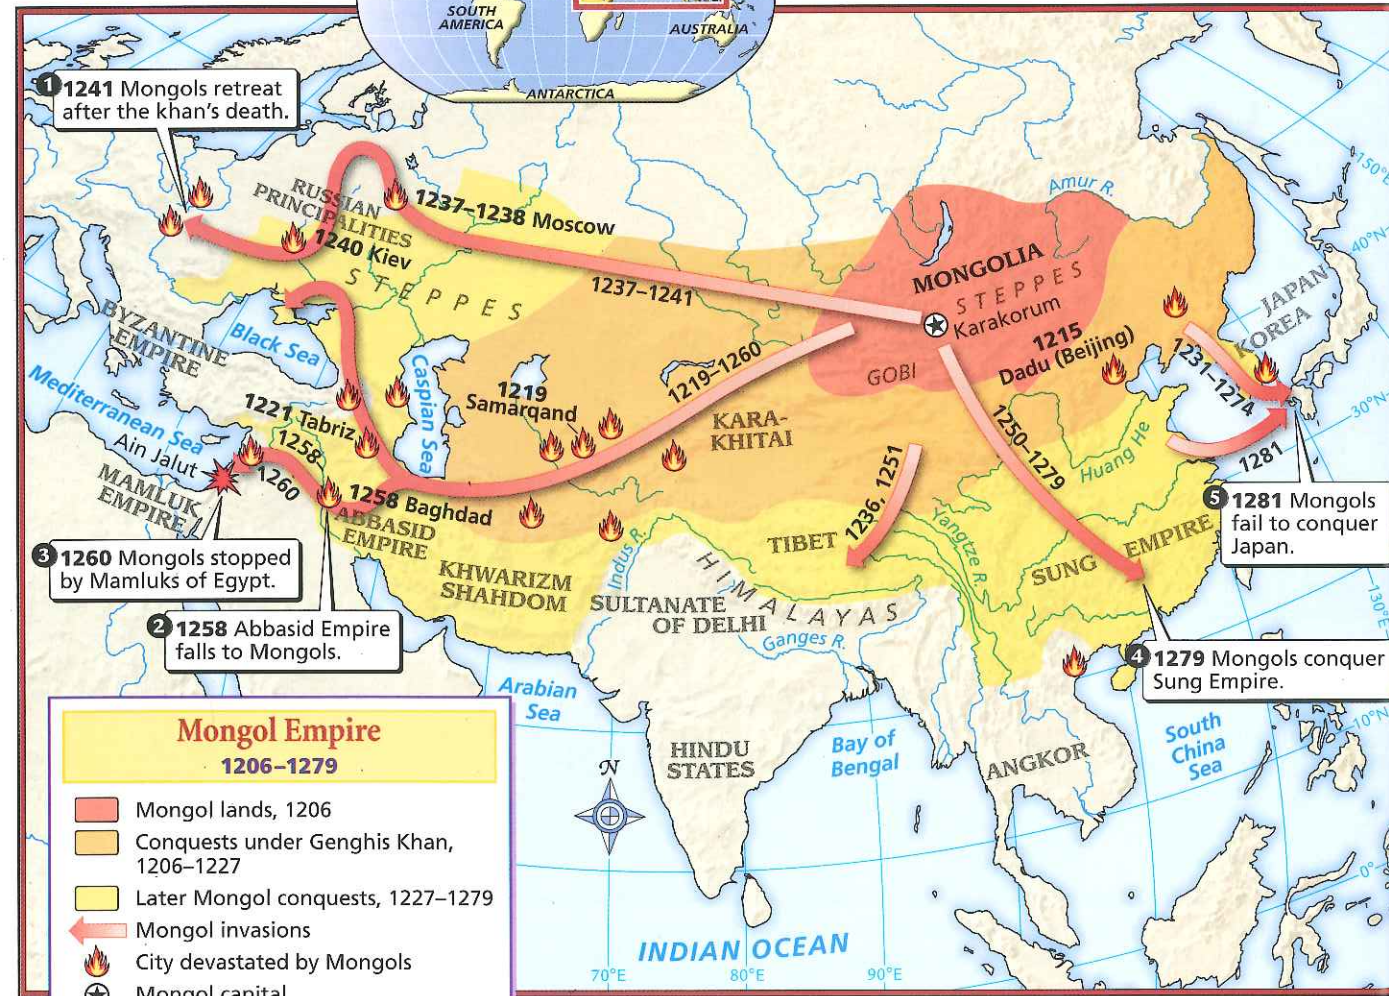 SOUTH
AMERICA
AUSTRALIA
ANTARCTICA
1 1241 Mongols retreat
after the khan's death.
RUSSIAN
PRINCIPALITIES
1237–1238 Moscow
1240 Kiev
STEPPES
1237–1241
Amur R.
150°E
40°N
MONGOLIA
STEPPES
Karakorum
GOBI
1215
Dadu (Beijing)
JAPAN
KOREA
1231–1274
30°N
BYZANTINE
EMPIRE
Black Sea
Caspian Sea
Mediterranean Sea
1219
Samarqand
1219–1260
KARA-
KHITAI
1250–1279
Huang He
1281
1221 Tabriz
1258–
1260
Ain Jalut
MAMLUK
EMPIRE
1258 Baghdad
ABBASID
EMPIRE
1236, 1251
TIBET
Yangtze R.
SUNG EMPIRE
5 1281 Mongols
fail to conquer
Japan.
3 1260 Mongols stopped
by Mamluks of Egypt.
KHWARIZM
SHAHDOM
Indus R.
HIMALAYAS
SULTANATE
OF DELHI
Ganges R.
130°E
2 1258 Abbasid Empire
falls to Mongols.
4 1279 Mongols conquer
Sung Empire.
Arabian
Sea
HINDU
STATES
Bay of
Bengal
ANGKOR
South
China
Sea
10°N
0°
N
INDIAN OCEAN
70°E
80°E
90°E
Mongol Empire
1206–1279
Mongol lands, 1206
Conquests under Genghis Khan,
1206–1227
Later Mongol conquests, 1227–1279
Mongol invasions
City devastated by Mongols
Mongol capital